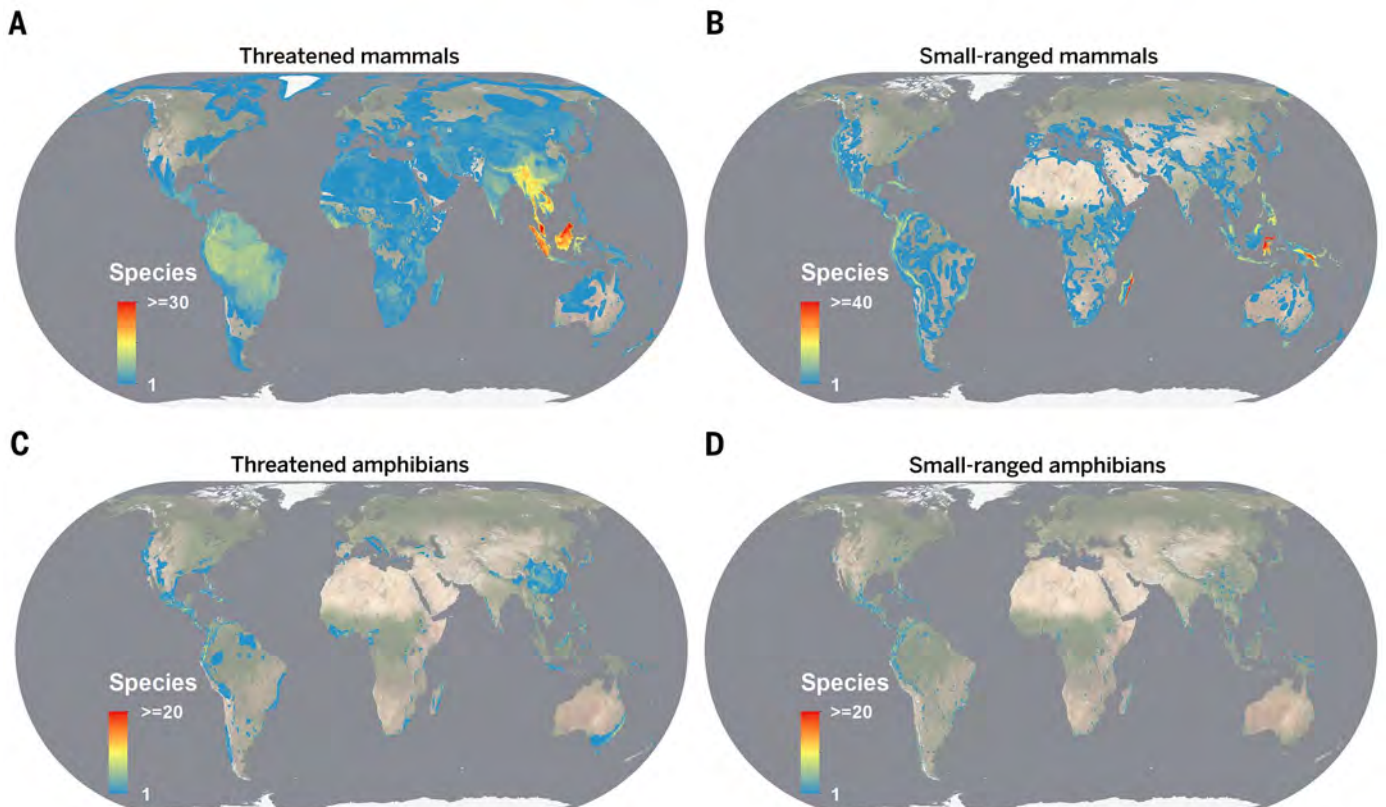 A
Threatened mammals
Species
>=30
1
B
Small-ranged mammals
Species
>=40
1
C
Threatened amphibians
Species
>=20
1
D
Small-ranged amphibians
Species
>=20
1